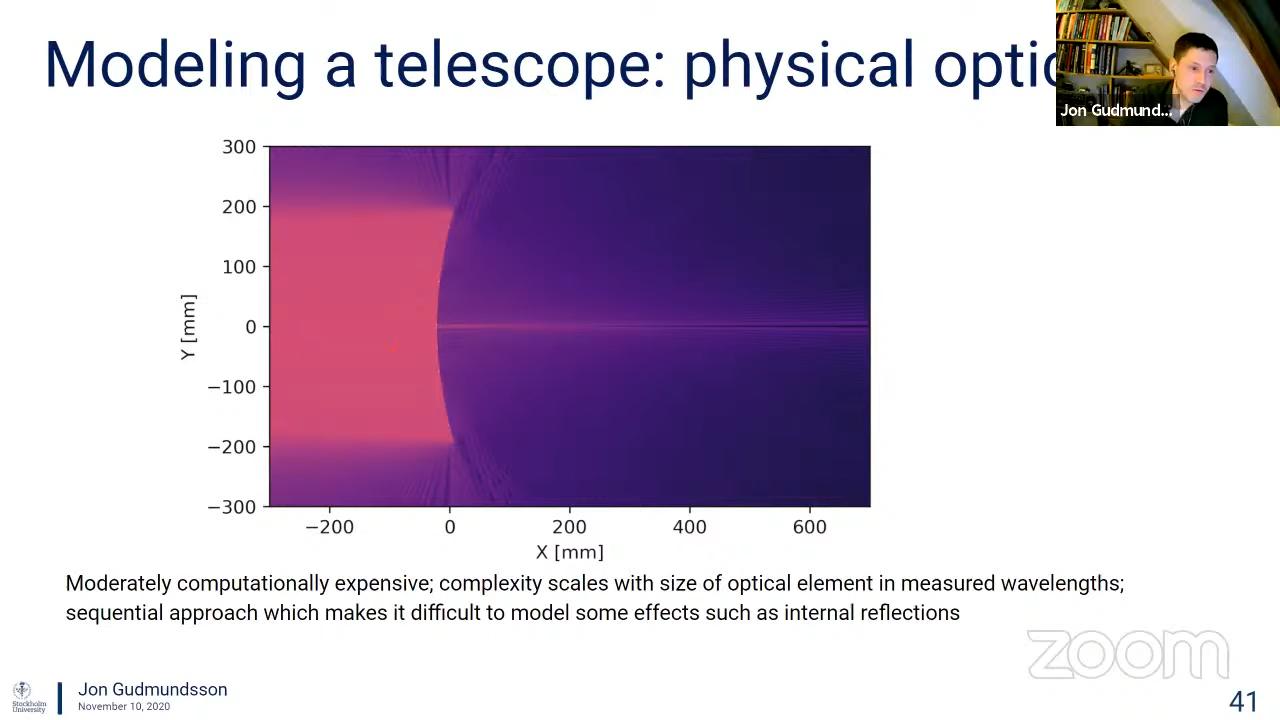 Modeling a telescope: physical optic
Jon Gudmund...
300
200
100
0
−100
−200
−300
Y [mm]
−200 0 200 400 600
X [mm]
Moderately computationally expensive; complexity scales with size of optical element in measured wavelengths;
sequential approach which makes it difficult to model some effects such as internal reflections
zoom
Stockholm
University
Jon Gudmundsson
November 10, 2020
41